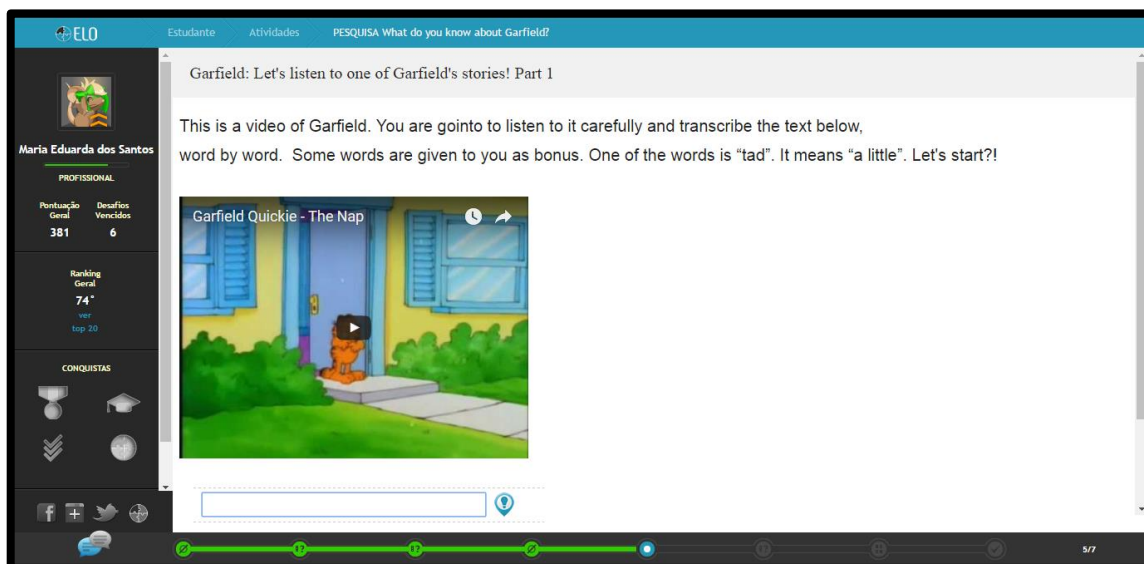 ELO
Estudante Atividades PESQUISA What do you know about Garfield?
Maria Eduarda dos Santos
PROFISSIONAL
Pontuação Geral
381
Desafios Vencidos
6
Ranking Geral
74°
ver
top 20
CONQUISTAS
Garfield: Let's listen to one of Garfield's stories! Part 1
This is a video of Garfield. You are gointo to listen to it carefully and transcribe the text below,
word by word. Some words are given to you as bonus. One of the words is “tad”. It means “a little”. Let's start?!
Garfield Quickie - The Nap
5/7